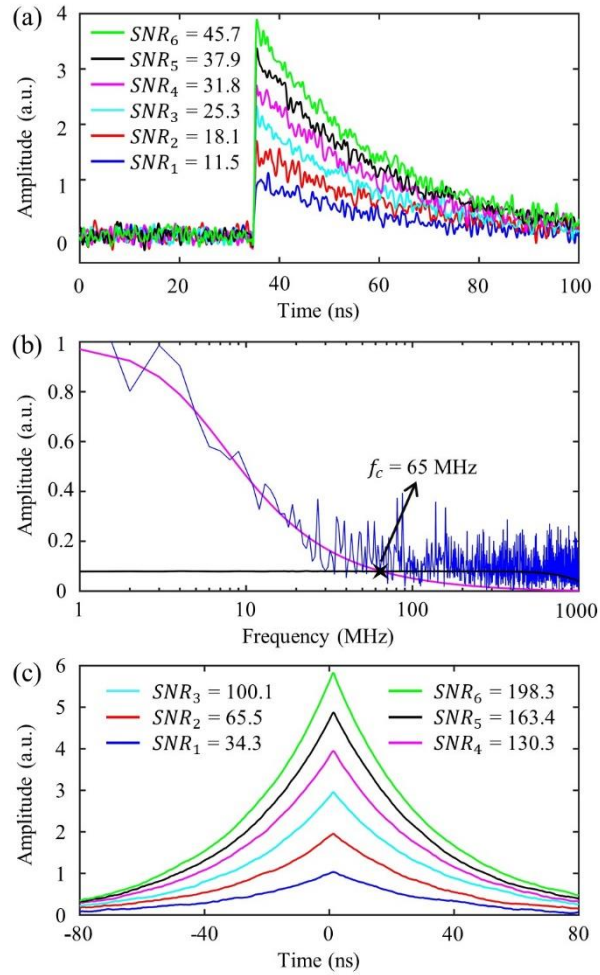 (a)
SNR₆ = 45.7
SNR₅ = 37.9
SNR₄ = 31.8
SNR₃ = 25.3
SNR₂ = 18.1
SNR₁ = 11.5
Amplitude (a.u.)
4
3
2
1
0
0 20 40 60 80 100
Time (ns)
(b)
Amplitude (a.u.)
1
0.8
0.6
0.4
0.2
0
f_c = 65 MHz
1 10 100 1000
Frequency (MHz)
(c)
Amplitude (a.u.)
6
5
4
3
2
1
0
SNR₃ = 100.1 SNR₆ = 198.3
SNR₂ = 65.5 SNR₅ = 163.4
SNR₁ = 34.3 SNR₄ = 130.3
-80 -40 0 40 80
Time (ns)